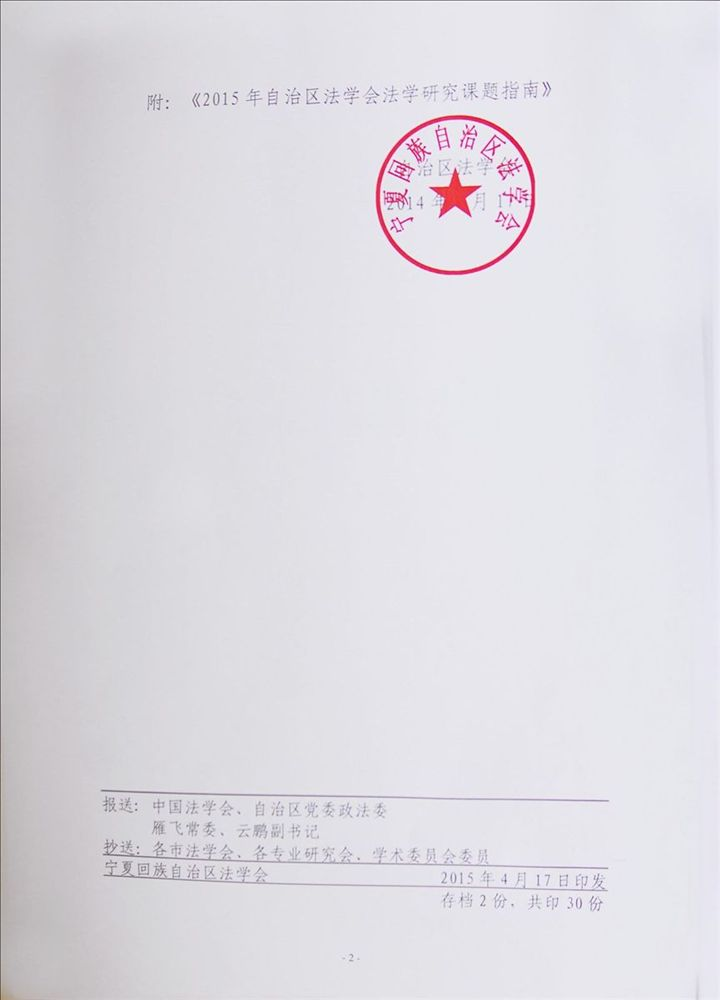 附：《2015年自治区法学会法学研究课题指南》
宁夏回族自治区法学会
治区法学
2014年 月17日
报送：中国法学会、自治区党委政法委
雁飞常委、云鹏副书记
抄送：各市法学会、各专业研究会、学术委员会委员
宁夏回族自治区法学会 2015年4月17日印发
存档2份，共印30份
- 2 -